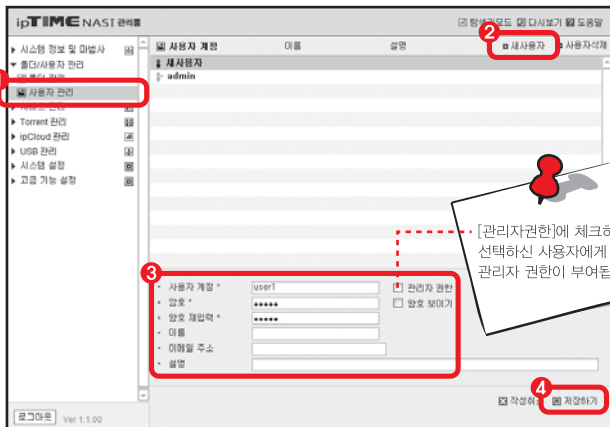 ipTIME NASI 관리툴
탐색기모드 다시보기 도움말
시스템 정보 및 마법사
폴더/사용자 관리
폴더 관리
사용자 관리
Torrent 관리
ipCloud 관리
USB 관리
시스템 설정
고급 기능 설정
로그아웃 Ver 1.1.00
사용자 계정 이름 설명 새사용자 사용자삭제
2
새사용자
admin
[관리자권한]에 체크하
선택하신 사용자에게
관리자 권한이 부여됩
3
사용자 계정 * user1 관리자 권한
암호 * ***** 암호 보이기
암호 재입력 * *****
이름
이메일 주소
설명
4
작성취소 저장하기